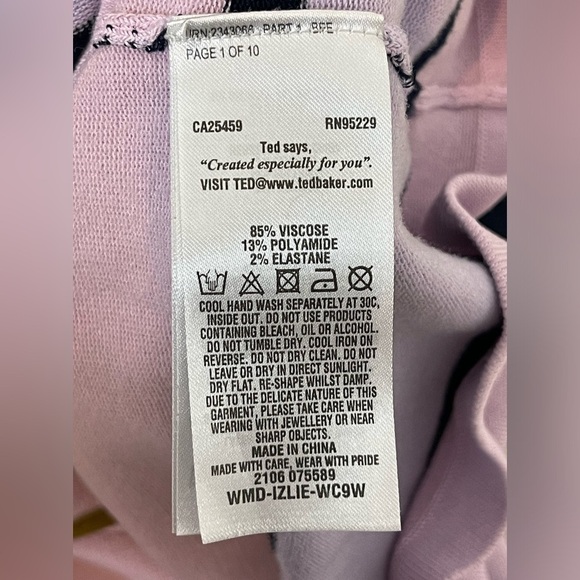 URN 2343066 PART 1 BFE
PAGE 1 OF 10
CA25459 RN95229
Ted says,
“Created especially for you”.
VISIT TED@www.tedbaker.com
85% VISCOSE
13% POLYAMIDE
2% ELASTANE
COOL HAND WASH SEPARATELY AT 30C,
INSIDE OUT. DO NOT USE PRODUCTS
CONTAINING BLEACH, OIL OR ALCOHOL.
DO NOT TUMBLE DRY. COOL IRON ON
REVERSE. DO NOT DRY CLEAN. DO NOT
LEAVE OR DRY IN DIRECT SUNLIGHT.
DRY FLAT. RE-SHAPE WHILST DAMP.
DUE TO THE DELICATE NATURE OF THIS
GARMENT, PLEASE TAKE CARE WHEN
WEARING WITH JEWELLERY OR NEAR
SHARP OBJECTS.
MADE IN CHINA
MADE WITH CARE, WEAR WITH PRIDE
2106 075589
WMD-IZLIE-WC9W